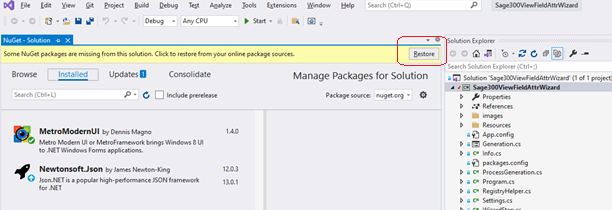 File Edit View Git Project Build Debug Test Analyze Tools Extensions Window Help Search (Ctrl+Q) Sage300ViewFieldAttrWizard
Debug Any CPU Start
NuGet - Solution
Some NuGet packages are missing from this solution. Click to restore from your online package sources. Restore
Browse Installed Updates 1 Consolidate Manage Packages for Solution
Search (Ctrl+L) Include prerelease Package source: nuget.org
MetroModernUI by Dennis Magno 1.4.0
Metro Modern UI or MetroFramework brings Windows 8 UI
to .NET Windows Forms applications.
Newtonsoft.Json by James Newton-King 12.0.3
Json.NET is a popular high-performance JSON framework 13.0.1
for .NET
Solution Explorer
Search Solution Explorer (Ctrl+;)
Solution 'Sage300ViewFieldAttrWizard' (1 of 1 project)
Sage300ViewFieldAttrWizard
Properties
References
images
Resources
App.config
Generation.cs
Info.cs
packages.config
ProcessGeneration.cs
Program.cs
RegistryHelper.cs
Settings.cs
WizardStep.cs